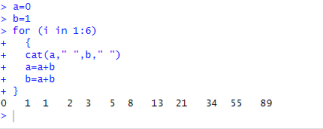 > a=0
> b=1
> for (i in 1:6)
+   {
+   cat(a," ",b," ")
+   a=a+b
+   b=a+b
+ }
0   1  1   2  3   5  8   13  21   34  55   89
>